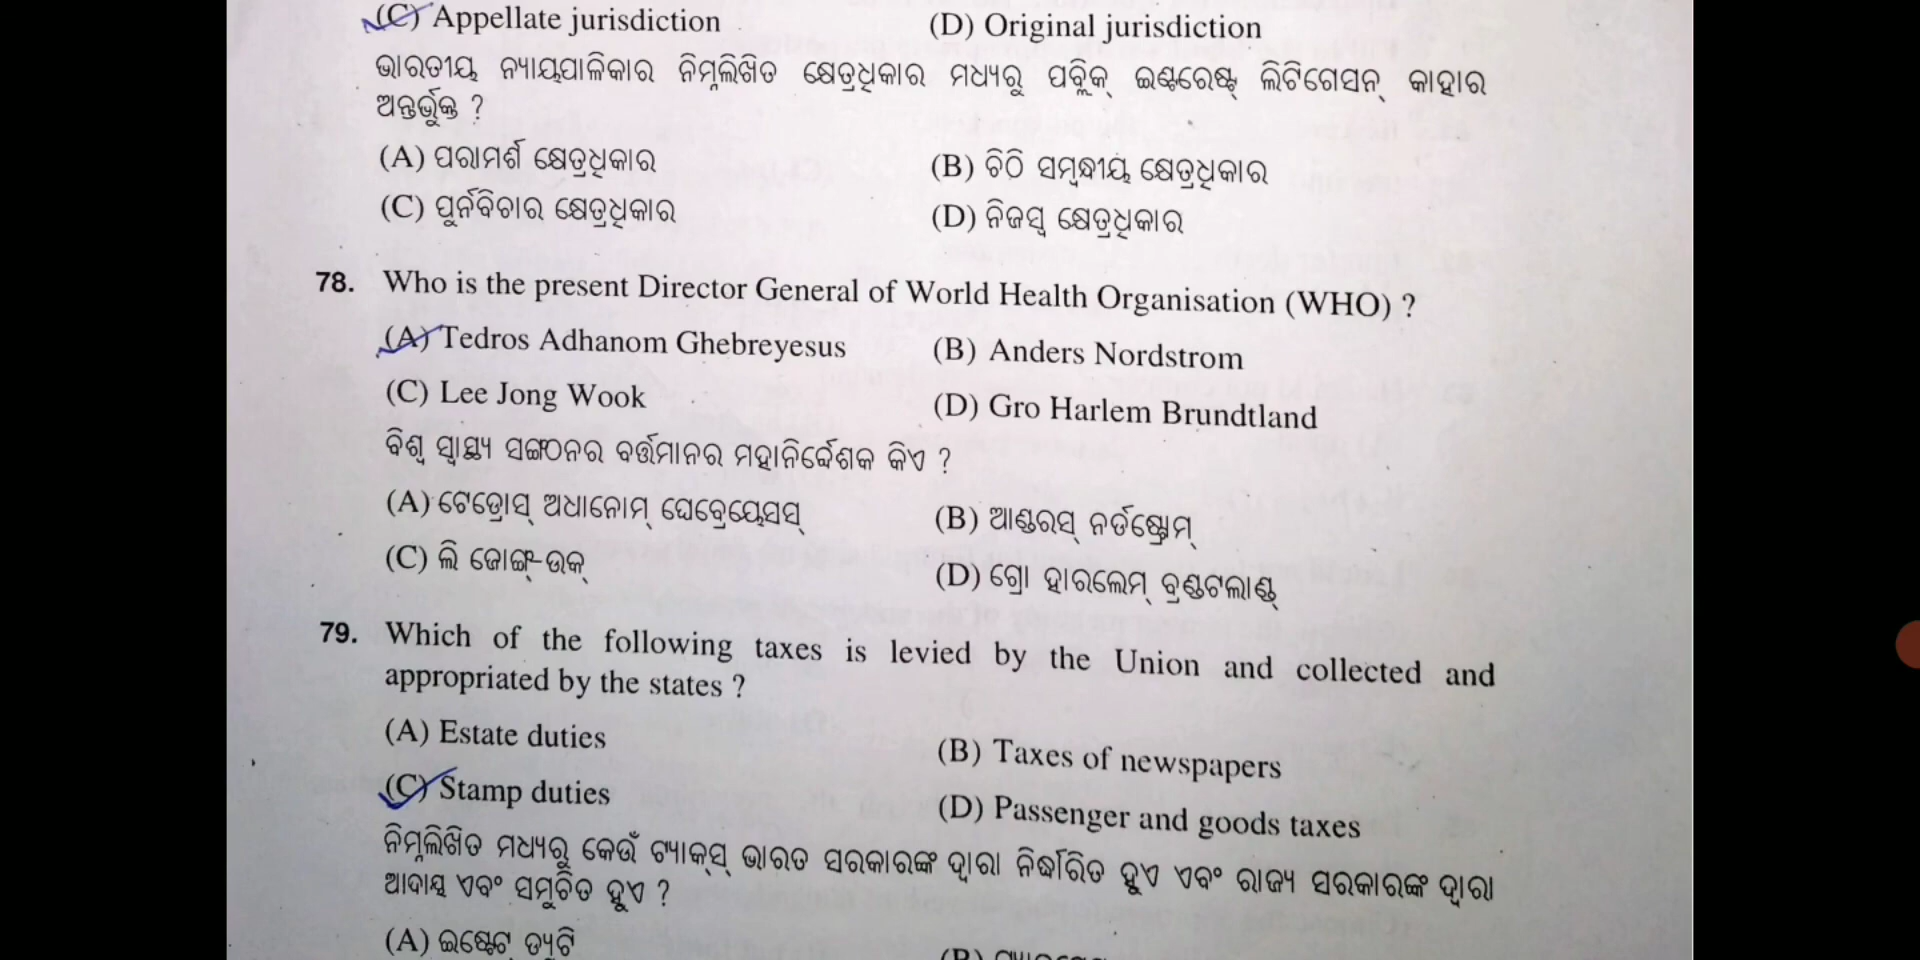 (C) Appellate jurisdiction (D) Original jurisdiction
ଭାରତୀୟ ନ୍ୟାୟପାଳିକାର ନିମ୍ନଲିଖିତ କ୍ଷେତ୍ରାଧିକାର ମଧ୍ୟରୁ ପବ୍ଲିକ୍ ଇଣ୍ଟରେଷ୍ଟ୍ ଲିଟିଗେସନ୍ କାହାର
ଅନ୍ତର୍ଭୁକ୍ତ ?
(A) ପରାମର୍ଶ କ୍ଷେତ୍ରାଧିକାର (B) ଚିଠି ସମ୍ବନ୍ଧୀୟ କ୍ଷେତ୍ରାଧିକାର
(C) ପୁର୍ନବିଚାର କ୍ଷେତ୍ରାଧିକାର (D) ନିଜସ୍ୱ କ୍ଷେତ୍ରାଧିକାର
78. Who is the present Director General of World Health Organisation (WHO) ?
(A) Tedros Adhanom Ghebreyesus (B) Anders Nordstrom
(C) Lee Jong Wook (D) Gro Harlem Brundtland
ବିଶ୍ୱ ସ୍ୱାସ୍ଥ୍ୟ ସଙ୍ଗଠନର ବର୍ତ୍ତମାନର ମହାନିର୍ଦ୍ଦେଶକ କିଏ ?
(A) ଟେଡ୍ରୋସ୍ ଅଧାନୋମ୍ ଘେବ୍ରେୟେସସ୍ (B) ଆଣ୍ଡରସ୍ ନର୍ଡଷ୍ଟ୍ରୋମ୍
(C) ଲି ଜୋଙ୍ଗ୍-ଉକ୍ (D) ଗ୍ରୋ ହାରଲେମ୍ ବ୍ରଣ୍ଡଟଲାଣ୍ଡ୍
79. Which of the following taxes is levied by the Union and collected and
appropriated by the states ?
(A) Estate duties (B) Taxes of newspapers
(C) Stamp duties (D) Passenger and goods taxes
ନିମ୍ନଲିଖିତ ମଧ୍ୟରୁ କେଉଁ ଟ୍ୟାକ୍ସ୍ ଭାରତ ସରକାରଙ୍କ ଦ୍ୱାରା ନିର୍ଦ୍ଧାରିତ ହୁଏ ଏବଂ ରାଜ୍ୟ ସରକାରଙ୍କ ଦ୍ୱାରା
ଆଦାୟ ଏବଂ ସମୁଚିତ ହୁଏ ?
(A) ଇଷ୍ଟେଟ୍ ଡ୍ୟୁଟି (B)